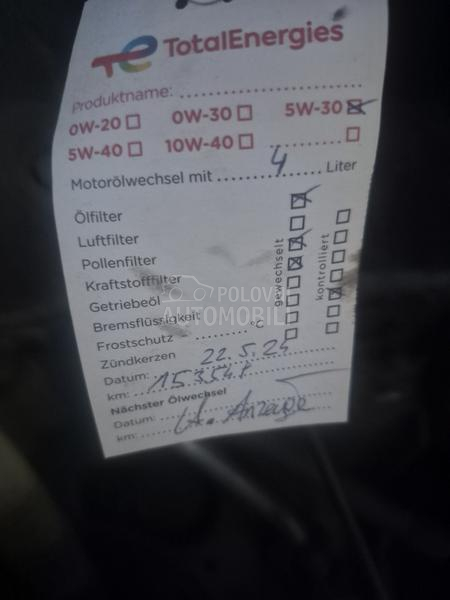 TotalEnergies
Produktname:
0W-20 0W-30 5W-30
5W-40 10W-40
Motorölwechsel mit 4 Liter
Ölfilter
Luftfilter
Pollenfilter
Kraftstofffilter
Getriebeöl
Bremsflüssigkeit
Frostschutz °C
Zündkerzen
gewechselt
kontrolliert
Datum: 22.5.24
km: 153541
Nächster Ölwechsel
Datum:
km: Anzeige
POLOVNI
AUTOMOBILI